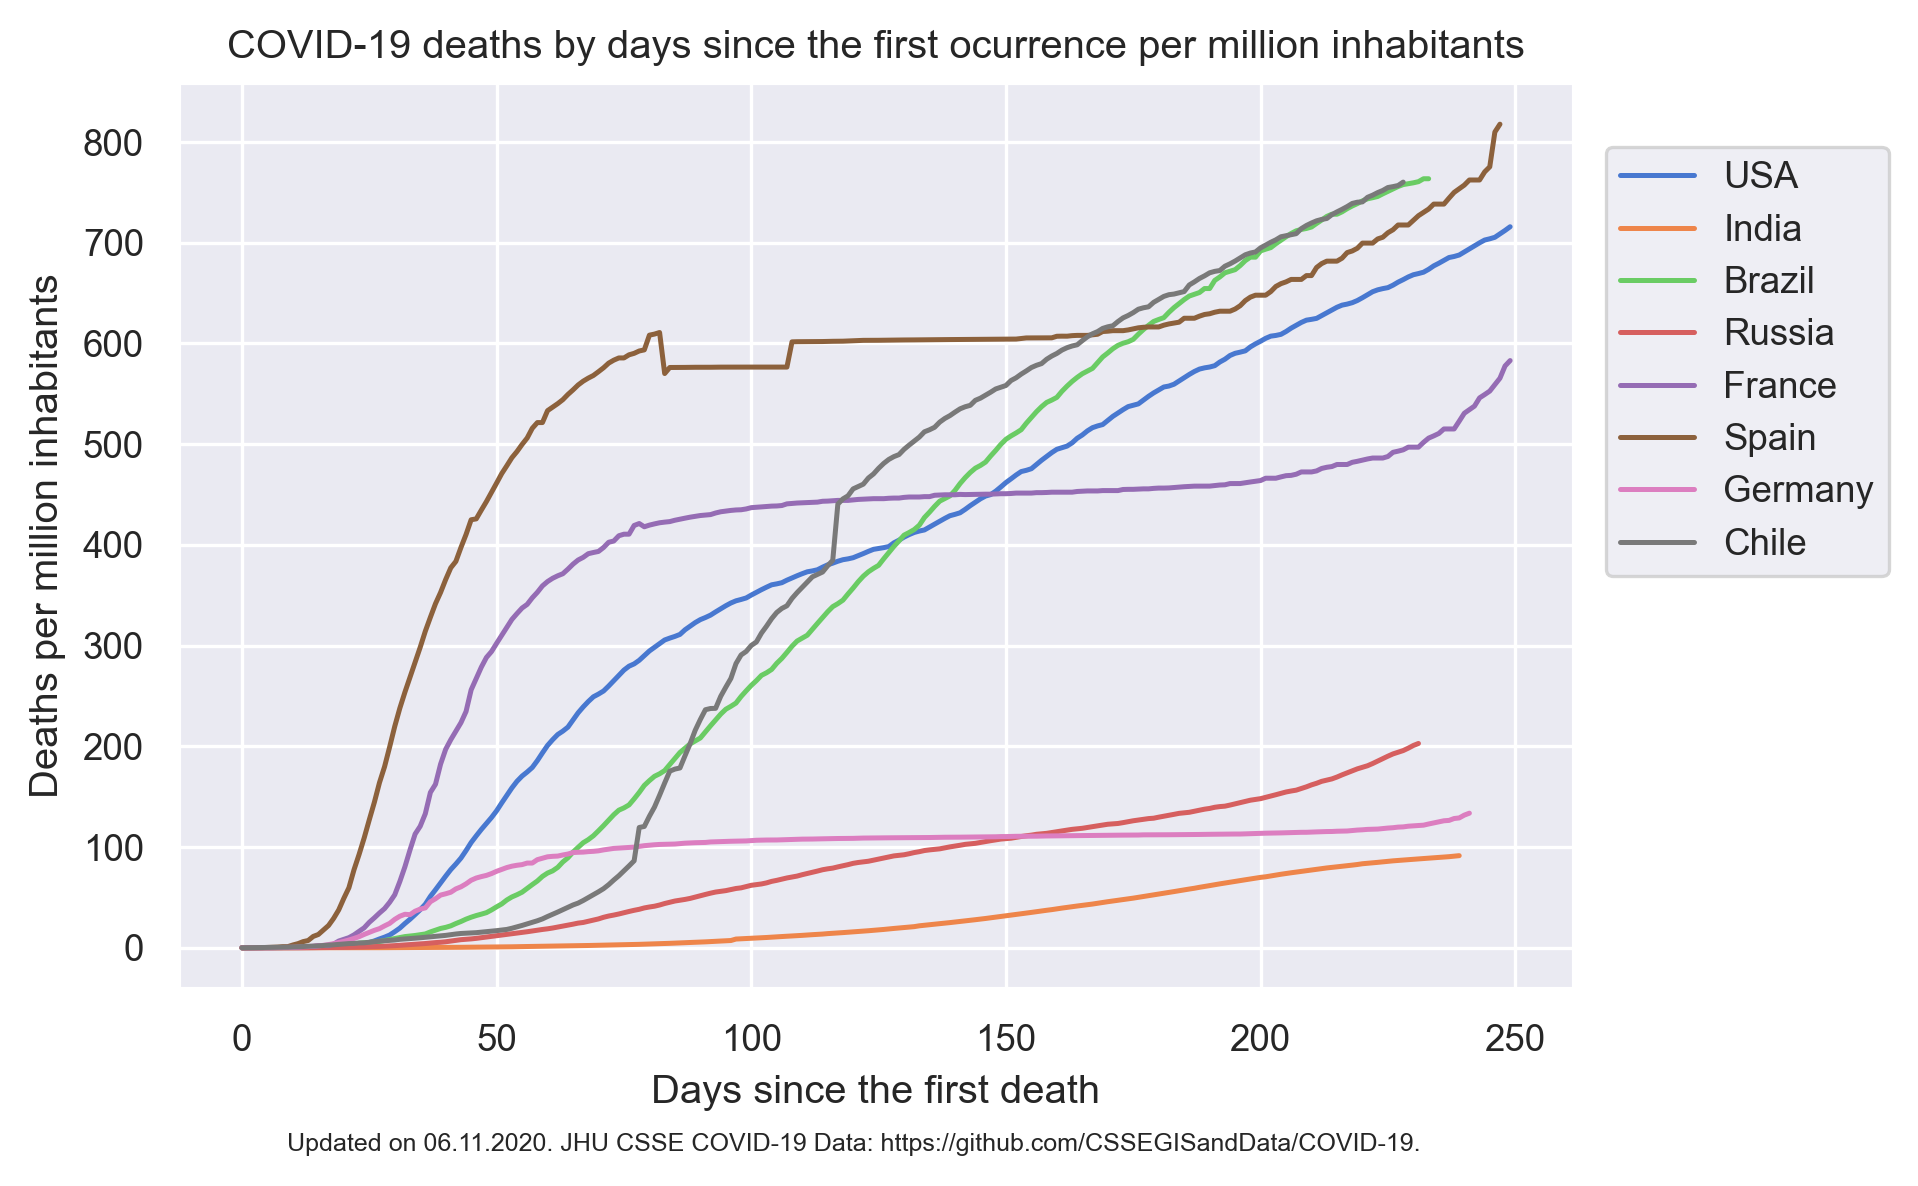 COVID-19 deaths by days since the first ocurrence per million inhabitants
Deaths per million inhabitants
800
700
600
500
400
300
200
100
0
0 50 100 150 200 250
Days since the first death
USA
India
Brazil
Russia
France
Spain
Germany
Chile
Updated on 06.11.2020. JHU CSSE COVID-19 Data: https://github.com/CSSEGISandData/COVID-19.